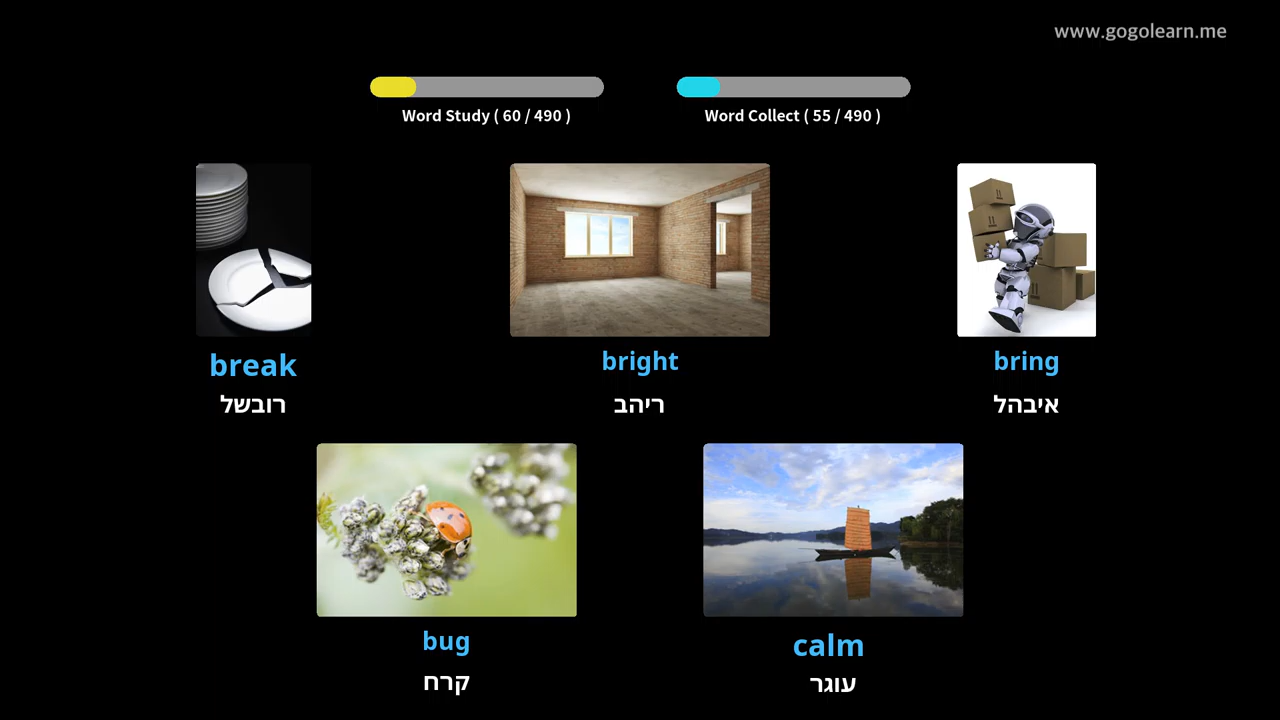 www.gogolearn.me
Word Study ( 60 / 490 )
Word Collect ( 55 / 490 )
break
רובשל
bright
ריהב
bring
איבהל
bug
קרח
calm
עוגר